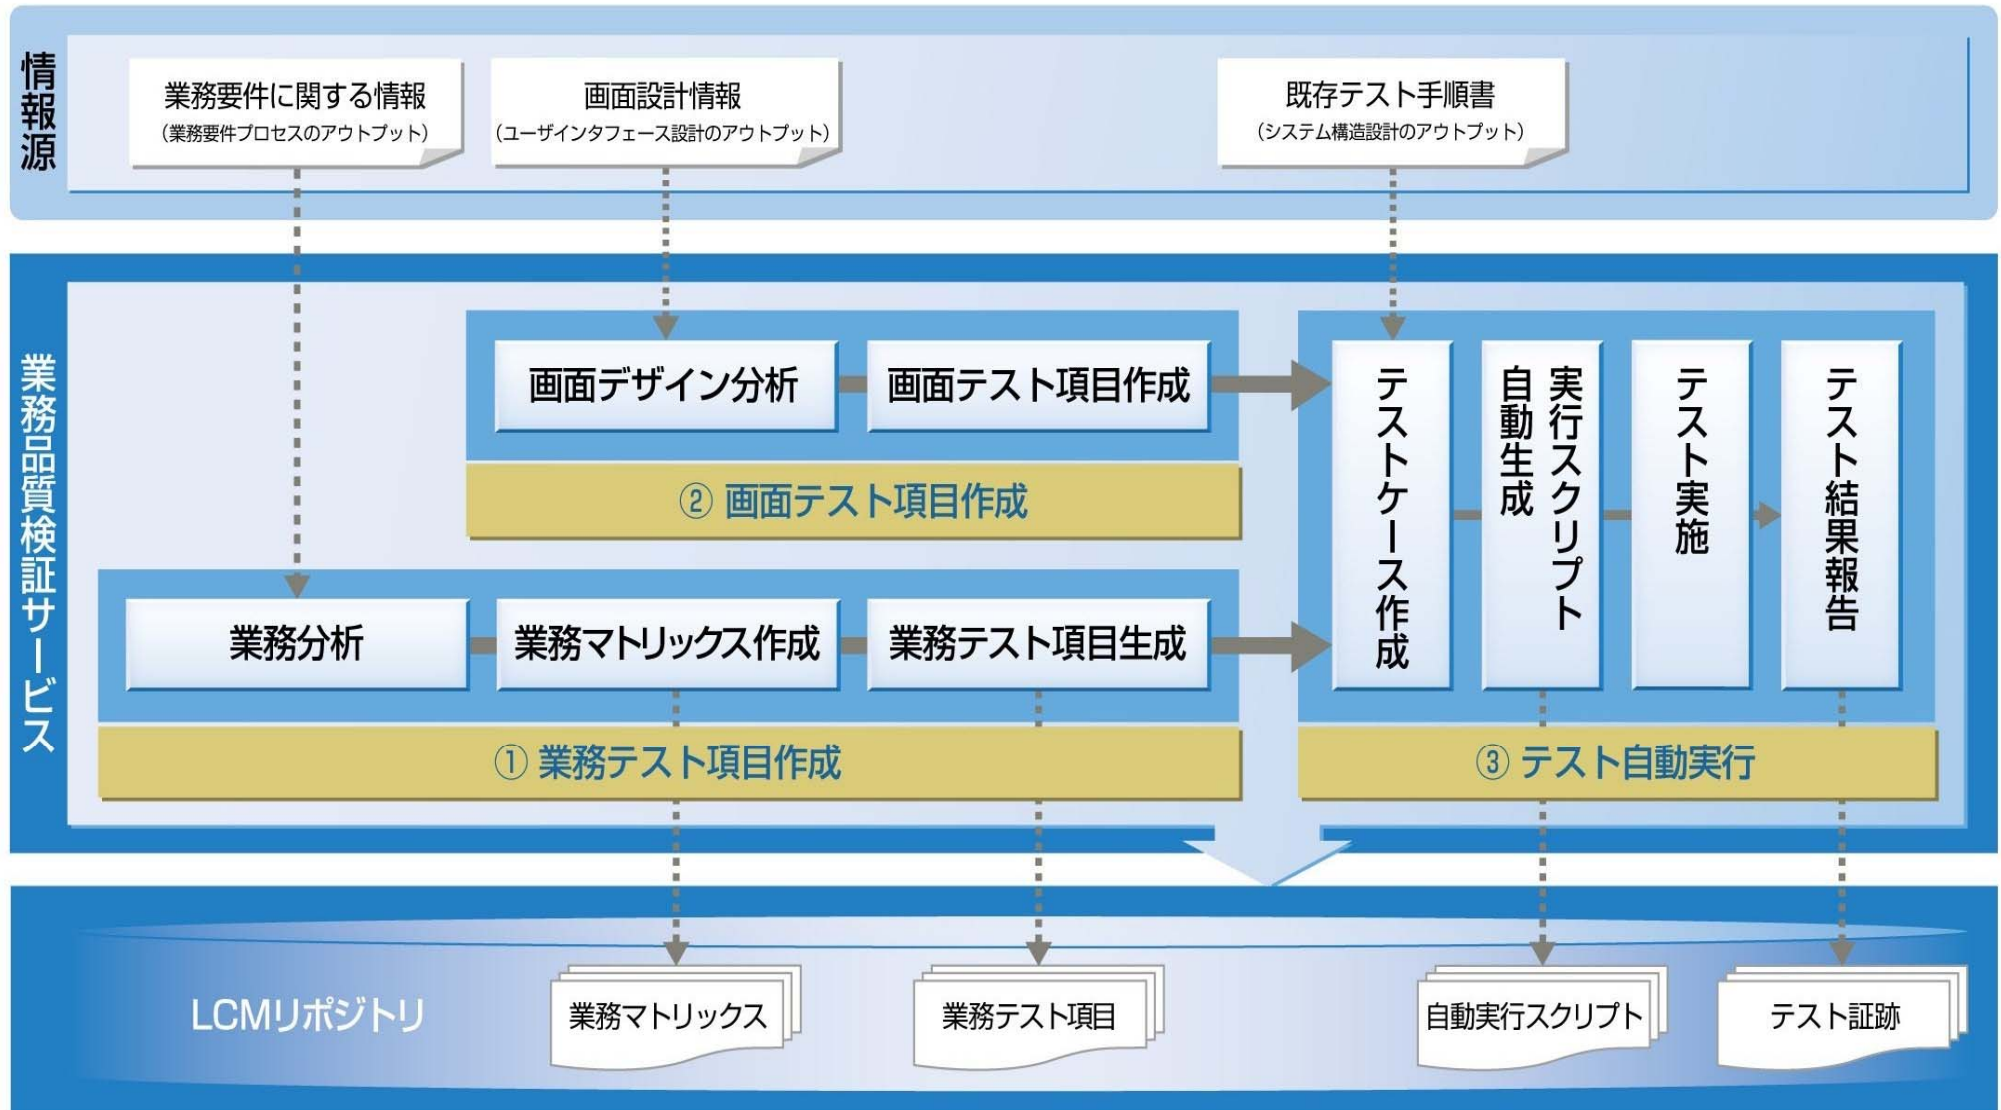 情報源
業務要件に関する情報
（業務要件プロセスのアウトプット）
画面設計情報
（ユーザインタフェース設計のアウトプット）
既存テスト手順書
（システム構造設計のアウトプット）
業務品質検証サービス
画面デザイン分析
画面テスト項目作成
② 画面テスト項目作成
業務分析
業務マトリックス作成
業務テスト項目生成
① 業務テスト項目作成
テストケース作成
実行スクリプト
自動生成
テスト実施
テスト結果報告
③ テスト自動実行
LCMリポジトリ
業務マトリックス
業務テスト項目
自動実行スクリプト
テスト証跡